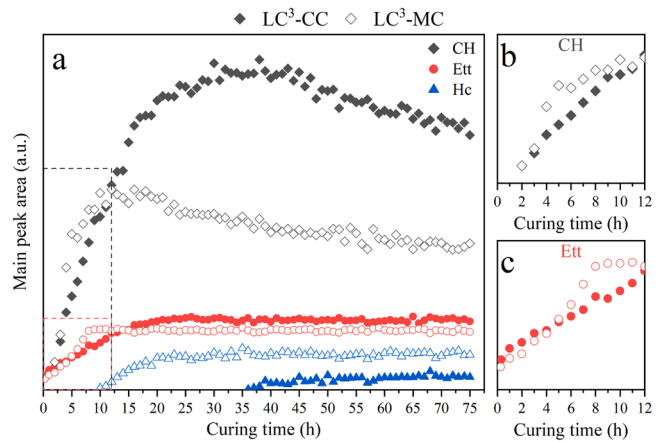 LC³-CC LC³-MC
a
CH
Ett
Hc
Main peak area (a.u.)
0 5 10 15 20 25 30 35 40 45 50 55 60 65 70 75
Curing time (h)
b CH
0 2 4 6 8 10 12
Curing time (h)
c Ett
0 2 4 6 8 10 12
Curing time (h)